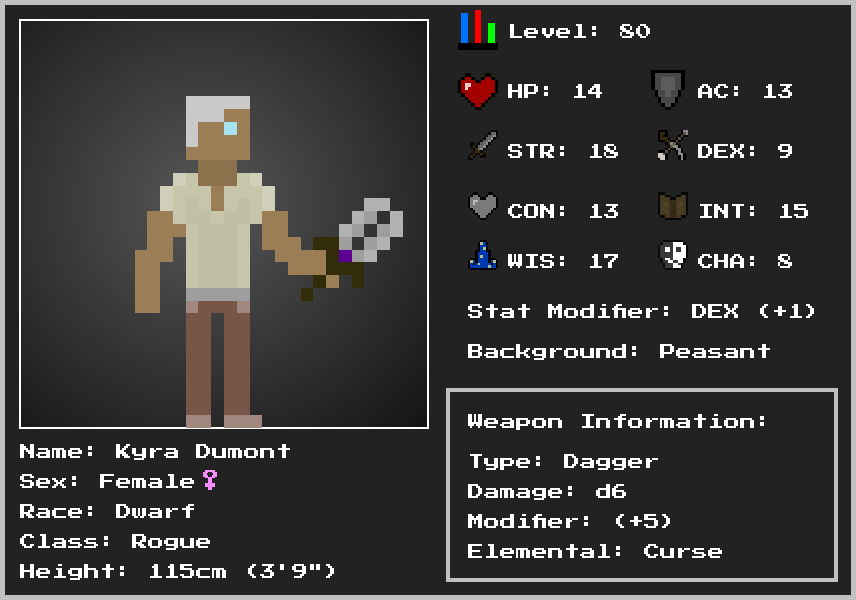 Level: 80
HP: 14 AC: 13
STR: 18 DEX: 9
CON: 13 INT: 15
WIS: 17 CHA: 8
Stat Modifier: DEX (+1)
Background: Peasant
Weapon Information:
Type: Dagger
Damage: d6
Modifier: (+5)
Elemental: Curse
Name: Kyra Dumont
Sex: Female♀
Race: Dwarf
Class: Rogue
Height: 115cm (3'9")